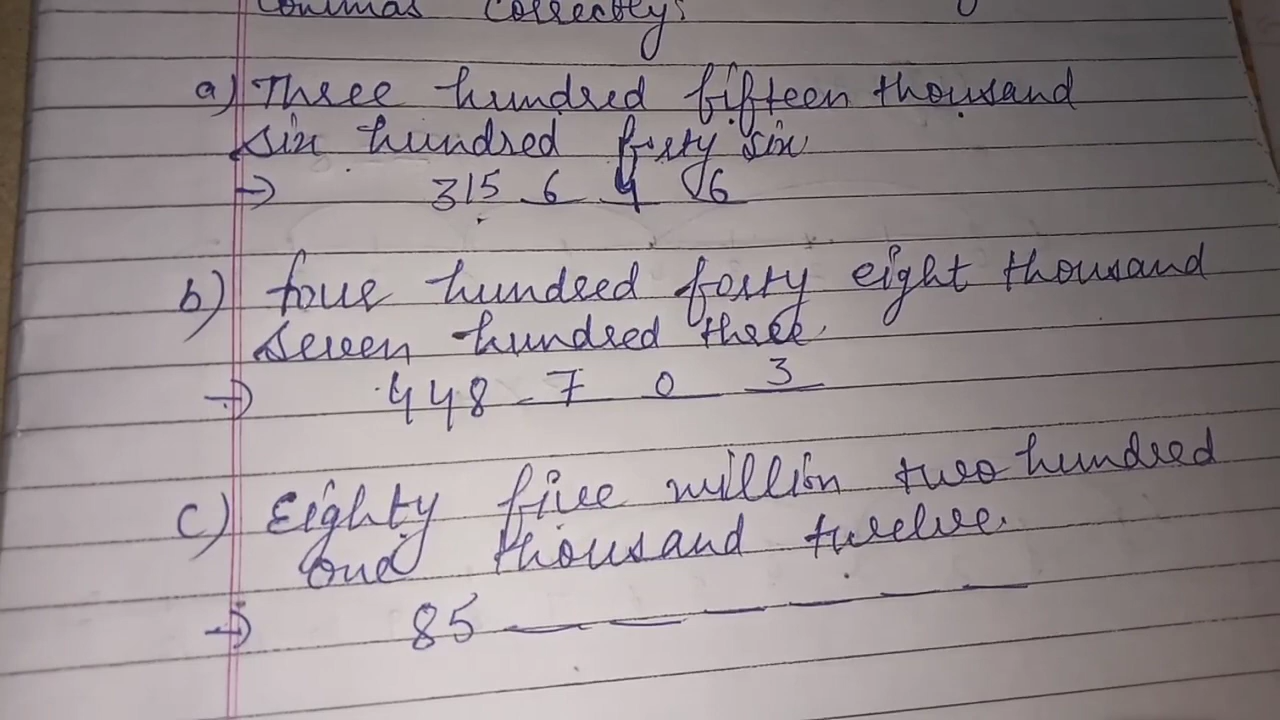 commas correctly:
a) Three hundred fifteen thousand
six hundred forty six
→ 315 6 4 6
b) four hundred forty eight thousand
seven hundred three
→ 448 7 0 3
c) Eighty five million two hundred
one thousand twelve.
→ 85